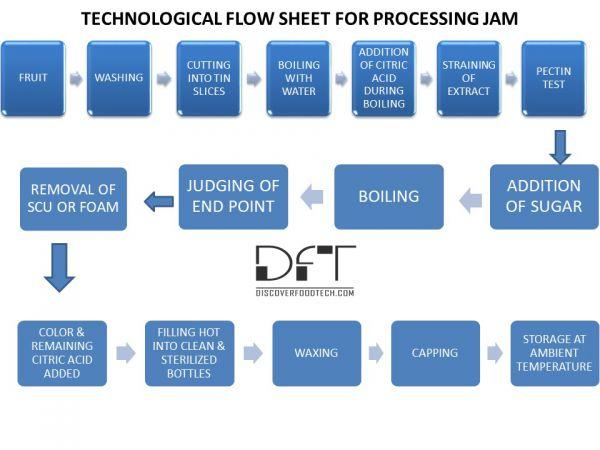 TECHNOLOGICAL FLOW SHEET FOR PROCESSING JAM
FRUIT
WASHING
CUTTING
INTO TIN
SLICES
BOILING
WITH
WATER
ADDITION
OF CITRIC
ACID
DURING
BOILING
STRAINING
OF
EXTRACT
PECTIN
TEST
ADDITION
OF SUGAR
BOILING
JUDGING OF
END POINT
REMOVAL OF
SCU OR FOAM
DFT
DISCOVERFOODTECH.COM
COLOR &
REMAINING
CITRIC ACID
ADDED
FILLING HOT
INTO CLEAN &
STERILIZED
BOTTLES
WAXING
CAPPING
STORAGE AT
AMBIENT
TEMPERATURE